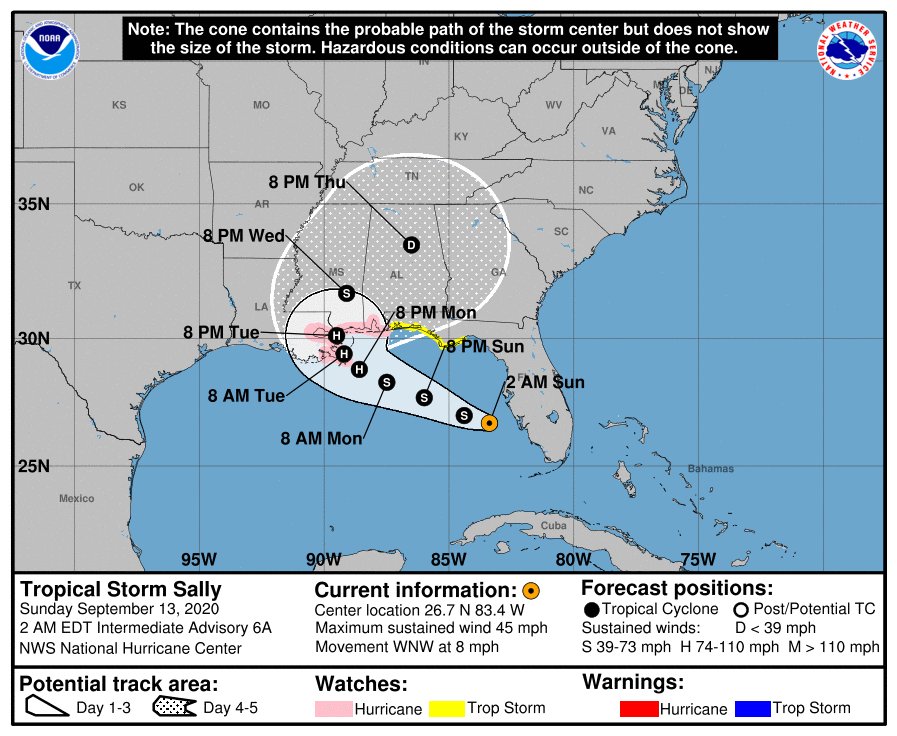 Note: The cone contains the probable path of the storm center but does not show
the size of the storm. Hazardous conditions can occur outside of the cone.
NOAA
NATIONAL WEATHER SERVICE
IN
NJ
DE
KS
MO
WV
VA
KY
OK
TN
NC
AR
SC
TX
MS
AL
GA
LA
FL
Mexico
Bahamas
Cuba
35N
30N
25N
95W
90W
85W
80W
75W
8 PM Thu
8 PM Wed
8 PM Mon
8 PM Tue
8 PM Sun
2 AM Sun
8 AM Tue
8 AM Mon
D
S
H
H
H
S
S
S
Tropical Storm Sally
Sunday September 13, 2020
2 AM EDT Intermediate Advisory 6A
NWS National Hurricane Center
Current information:
Center location 26.7 N 83.4 W
Maximum sustained wind 45 mph
Movement WNW at 8 mph
Forecast positions:
Tropical Cyclone Post/Potential TC
Sustained winds: D < 39 mph
S 39-73 mph H 74-110 mph M > 110 mph
Potential track area:
Day 1-3 Day 4-5
Watches:
Hurricane Trop Storm
Warnings:
Hurricane Trop Storm